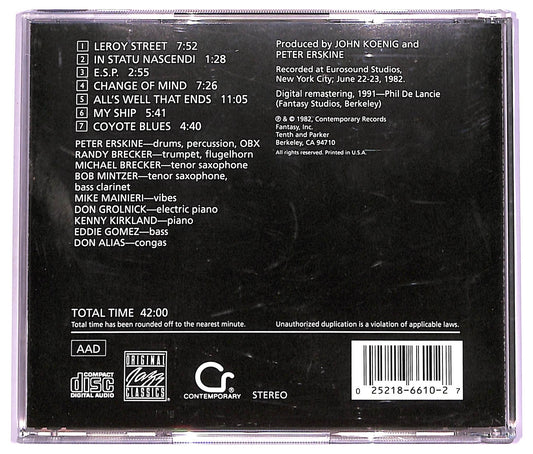 1 LEROY STREET 7:52
2 IN STATU NASCENDI 1:28
3 E.S.P. 2:55
4 CHANGE OF MIND 7:26
5 ALL'S WELL THAT ENDS 11:05
6 MY SHIP 5:41
7 COYOTE BLUES 4:40
PETER ERSKINE—drums, percussion, OBX
RANDY BRECKER—trumpet, flugelhorn
MICHAEL BRECKER—tenor saxophone
BOB MINTZER—tenor saxophone,
bass clarinet
MIKE MAINIERI—vibes
DON GROLNICK—electric piano
KENNY KIRKLAND—piano
EDDIE GOMEZ—bass
DON ALIAS—congas
Produced by JOHN KOENIG and
PETER ERSKINE
Recorded at Eurosound Studios,
New York City; June 22-23, 1982.
Digital remastering, 1991—Phil De Lancie
(Fantasy Studios, Berkeley)
℗ & © 1982, Contemporary Records
Fantasy, Inc.
Tenth and Parker
Berkeley, CA 94710
All rights reserved. Printed in U.S.A.
TOTAL TIME 42:00
Total time has been rounded off to the nearest minute.
Unauthorized duplication is a violation of applicable laws.
AAD
COMPACT
disc
DIGITAL AUDIO
ORIGINAL
Jazz
CLASSICS
Cr
CONTEMPORARY
STEREO
0 25218-6610-2 7